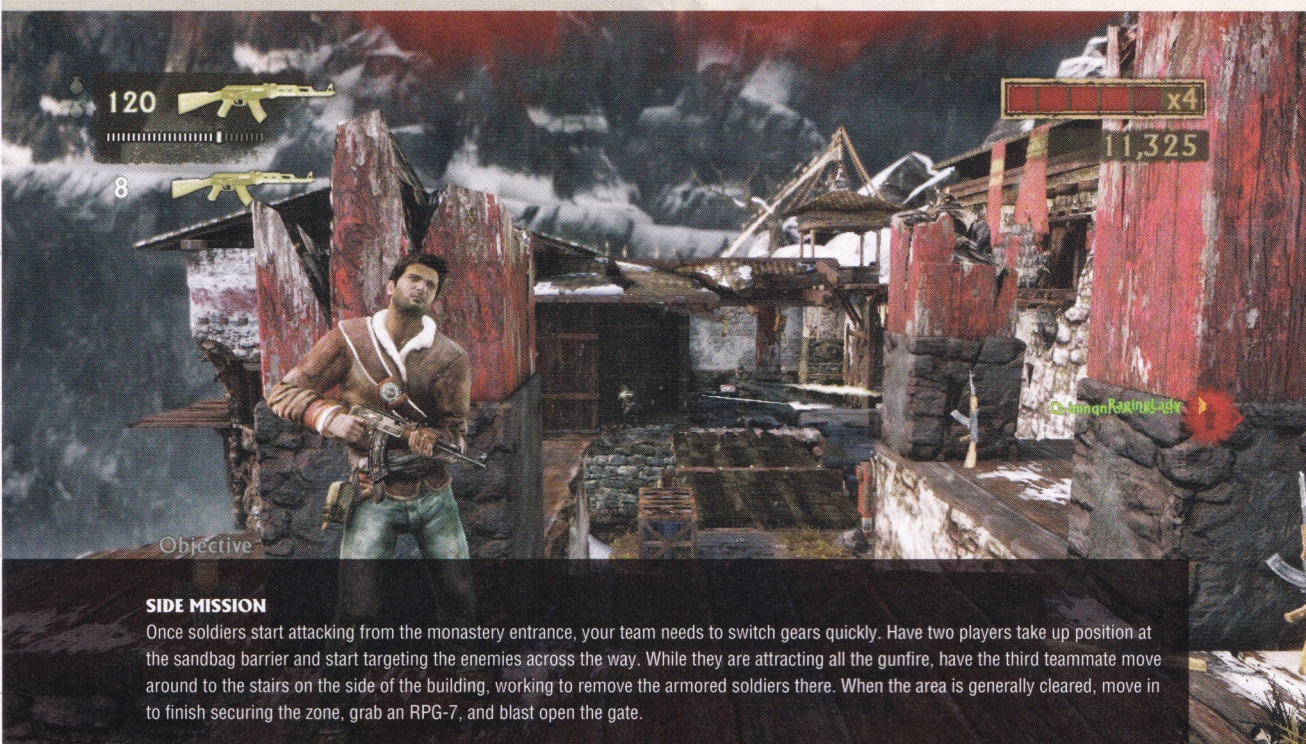 120
8
x4
11,325
RagingLady
Objective
SIDE MISSION
Once soldiers start attacking from the monastery entrance, your team needs to switch gears quickly. Have two players take up position at
the sandbag barrier and start targeting the enemies across the way. While they are attracting all the gunfire, have the third teammate move
around to the stairs on the side of the building, working to remove the armored soldiers there. When the area is generally cleared, move in
to finish securing the zone, grab an RPG-7, and blast open the gate.